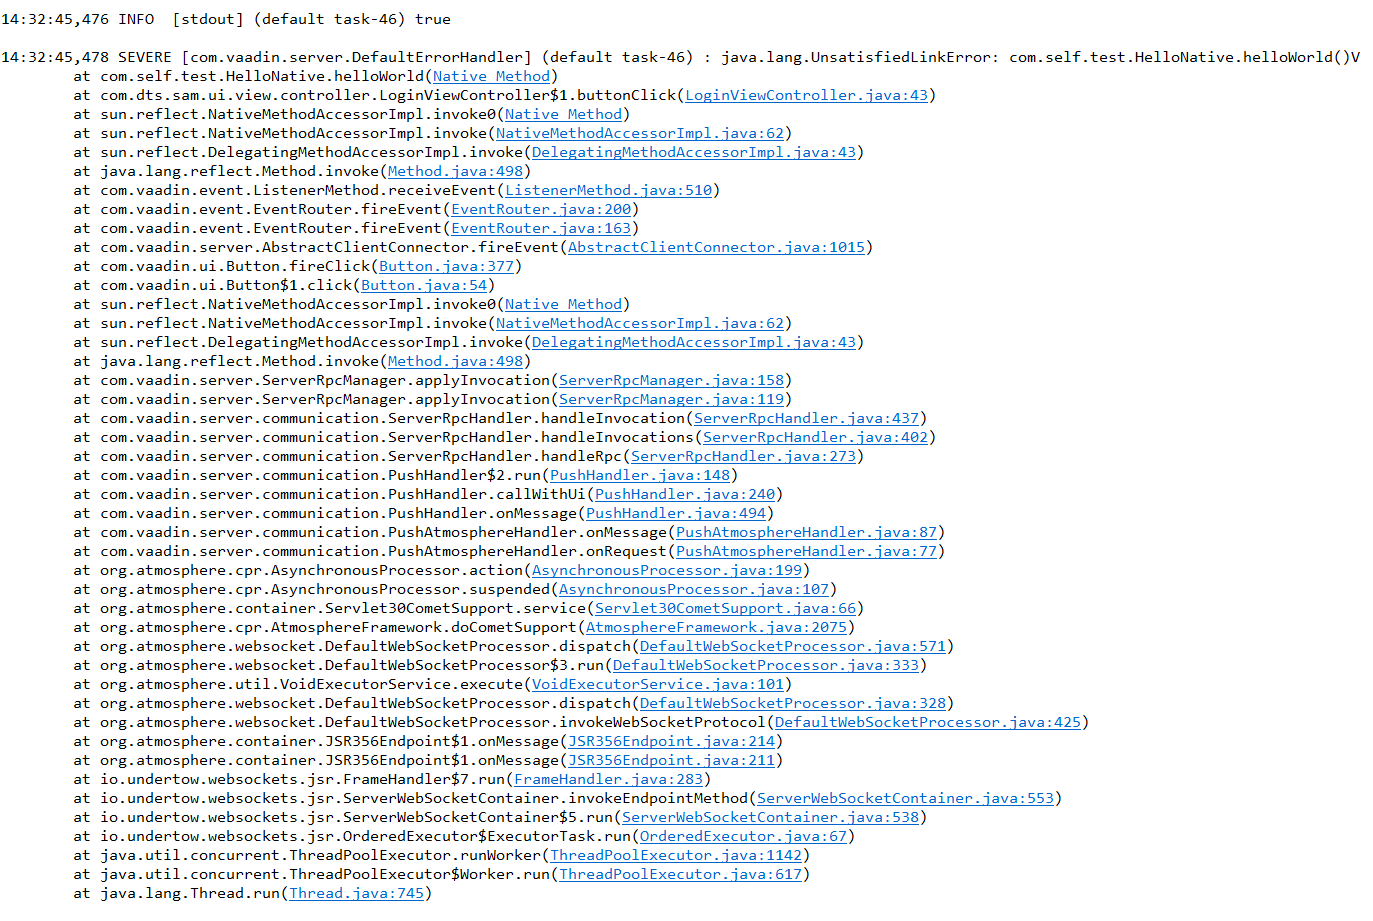 14:32:45,476 INFO  [stdout] (default task-46) true
14:32:45,478 SEVERE [com.vaadin.server.DefaultErrorHandler] (default task-46) : java.lang.UnsatisfiedLinkError: com.self.test.HelloNative.helloWorld()V
at com.self.test.HelloNative.helloWorld(Native Method)
at com.dts.sam.ui.view.controller.LoginViewController$1.buttonClick(LoginViewController.java:43)
at sun.reflect.NativeMethodAccessorImpl.invoke0(Native Method)
at sun.reflect.NativeMethodAccessorImpl.invoke(NativeMethodAccessorImpl.java:62)
at sun.reflect.DelegatingMethodAccessorImpl.invoke(DelegatingMethodAccessorImpl.java:43)
at java.lang.reflect.Method.invoke(Method.java:498)
at com.vaadin.event.ListenerMethod.receiveEvent(ListenerMethod.java:510)
at com.vaadin.event.EventRouter.fireEvent(EventRouter.java:200)
at com.vaadin.event.EventRouter.fireEvent(EventRouter.java:163)
at com.vaadin.server.AbstractClientConnector.fireEvent(AbstractClientConnector.java:1015)
at com.vaadin.ui.Button.fireClick(Button.java:377)
at com.vaadin.ui.Button$1.click(Button.java:54)
at sun.reflect.NativeMethodAccessorImpl.invoke0(Native Method)
at sun.reflect.NativeMethodAccessorImpl.invoke(NativeMethodAccessorImpl.java:62)
at sun.reflect.DelegatingMethodAccessorImpl.invoke(DelegatingMethodAccessorImpl.java:43)
at java.lang.reflect.Method.invoke(Method.java:498)
at com.vaadin.server.ServerRpcManager.applyInvocation(ServerRpcManager.java:158)
at com.vaadin.server.ServerRpcManager.applyInvocation(ServerRpcManager.java:119)
at com.vaadin.server.communication.ServerRpcHandler.handleInvocation(ServerRpcHandler.java:437)
at com.vaadin.server.communication.ServerRpcHandler.handleInvocations(ServerRpcHandler.java:402)
at com.vaadin.server.communication.ServerRpcHandler.handleRpc(ServerRpcHandler.java:273)
at com.vaadin.server.communication.PushHandler$2.run(PushHandler.java:148)
at com.vaadin.server.communication.PushHandler.callWithUi(PushHandler.java:240)
at com.vaadin.server.communication.PushHandler.onMessage(PushHandler.java:494)
at com.vaadin.server.communication.PushAtmosphereHandler.onMessage(PushAtmosphereHandler.java:87)
at com.vaadin.server.communication.PushAtmosphereHandler.onRequest(PushAtmosphereHandler.java:77)
at org.atmosphere.cpr.AsynchronousProcessor.action(AsynchronousProcessor.java:199)
at org.atmosphere.cpr.AsynchronousProcessor.suspended(AsynchronousProcessor.java:107)
at org.atmosphere.container.Servlet30CometSupport.service(Servlet30CometSupport.java:66)
at org.atmosphere.cpr.AtmosphereFramework.doCometSupport(AtmosphereFramework.java:2075)
at org.atmosphere.websocket.DefaultWebSocketProcessor.dispatch(DefaultWebSocketProcessor.java:571)
at org.atmosphere.websocket.DefaultWebSocketProcessor$3.run(DefaultWebSocketProcessor.java:333)
at org.atmosphere.util.VoidExecutorService.execute(VoidExecutorService.java:101)
at org.atmosphere.websocket.DefaultWebSocketProcessor.dispatch(DefaultWebSocketProcessor.java:328)
at org.atmosphere.websocket.DefaultWebSocketProcessor.invokeWebSocketProtocol(DefaultWebSocketProcessor.java:425)
at org.atmosphere.container.JSR356Endpoint$1.onMessage(JSR356Endpoint.java:214)
at org.atmosphere.container.JSR356Endpoint$1.onMessage(JSR356Endpoint.java:211)
at io.undertow.websockets.jsr.FrameHandler$7.run(FrameHandler.java:283)
at io.undertow.websockets.jsr.ServerWebSocketContainer.invokeEndpointMethod(ServerWebSocketContainer.java:553)
at io.undertow.websockets.jsr.ServerWebSocketContainer$5.run(ServerWebSocketContainer.java:538)
at io.undertow.websockets.jsr.OrderedExecutor$ExecutorTask.run(OrderedExecutor.java:67)
at java.util.concurrent.ThreadPoolExecutor.runWorker(ThreadPoolExecutor.java:1142)
at java.util.concurrent.ThreadPoolExecutor$Worker.run(ThreadPoolExecutor.java:617)
at java.lang.Thread.run(Thread.java:745)